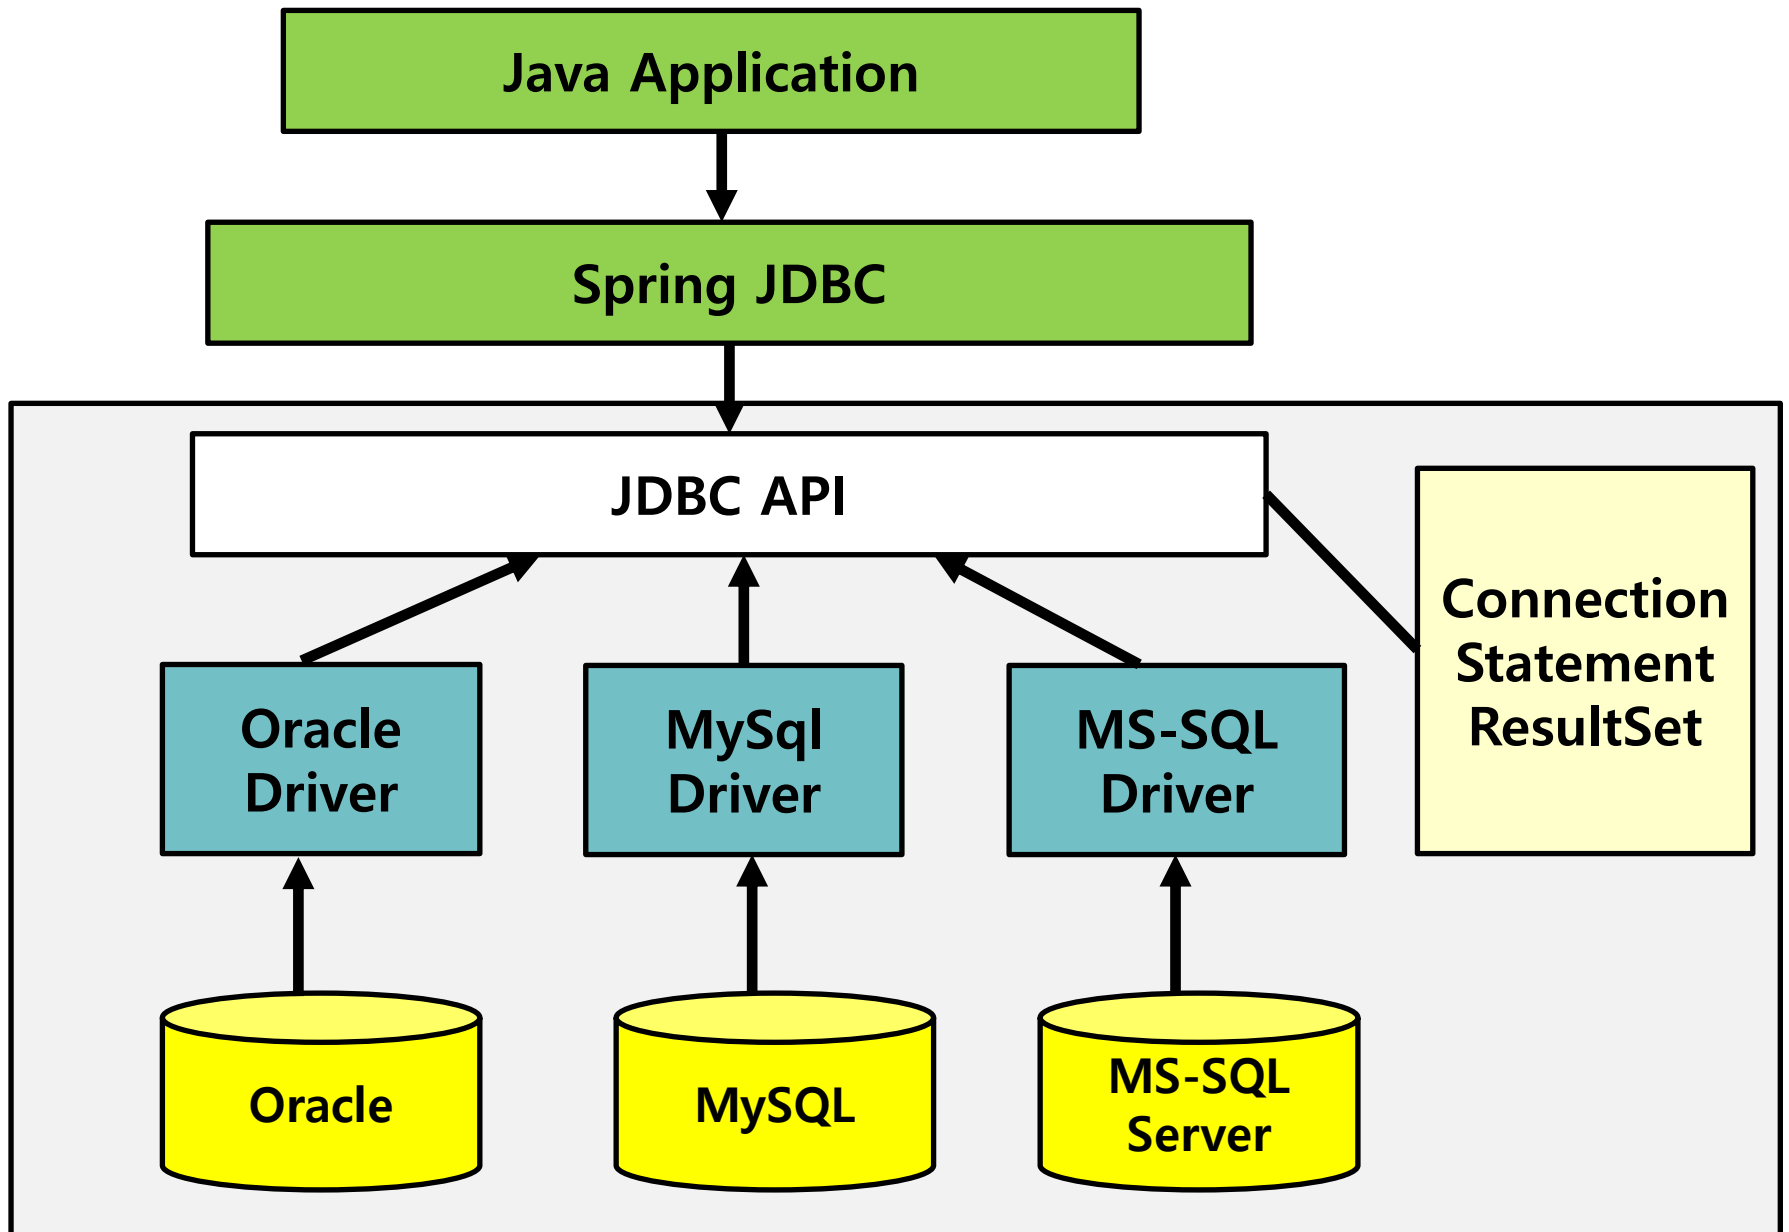 Java Application
Spring JDBC
JDBC API
Connection
Statement
ResultSet
Oracle
Driver
MySql
Driver
MS-SQL
Driver
Oracle
MySQL
MS-SQL
Server